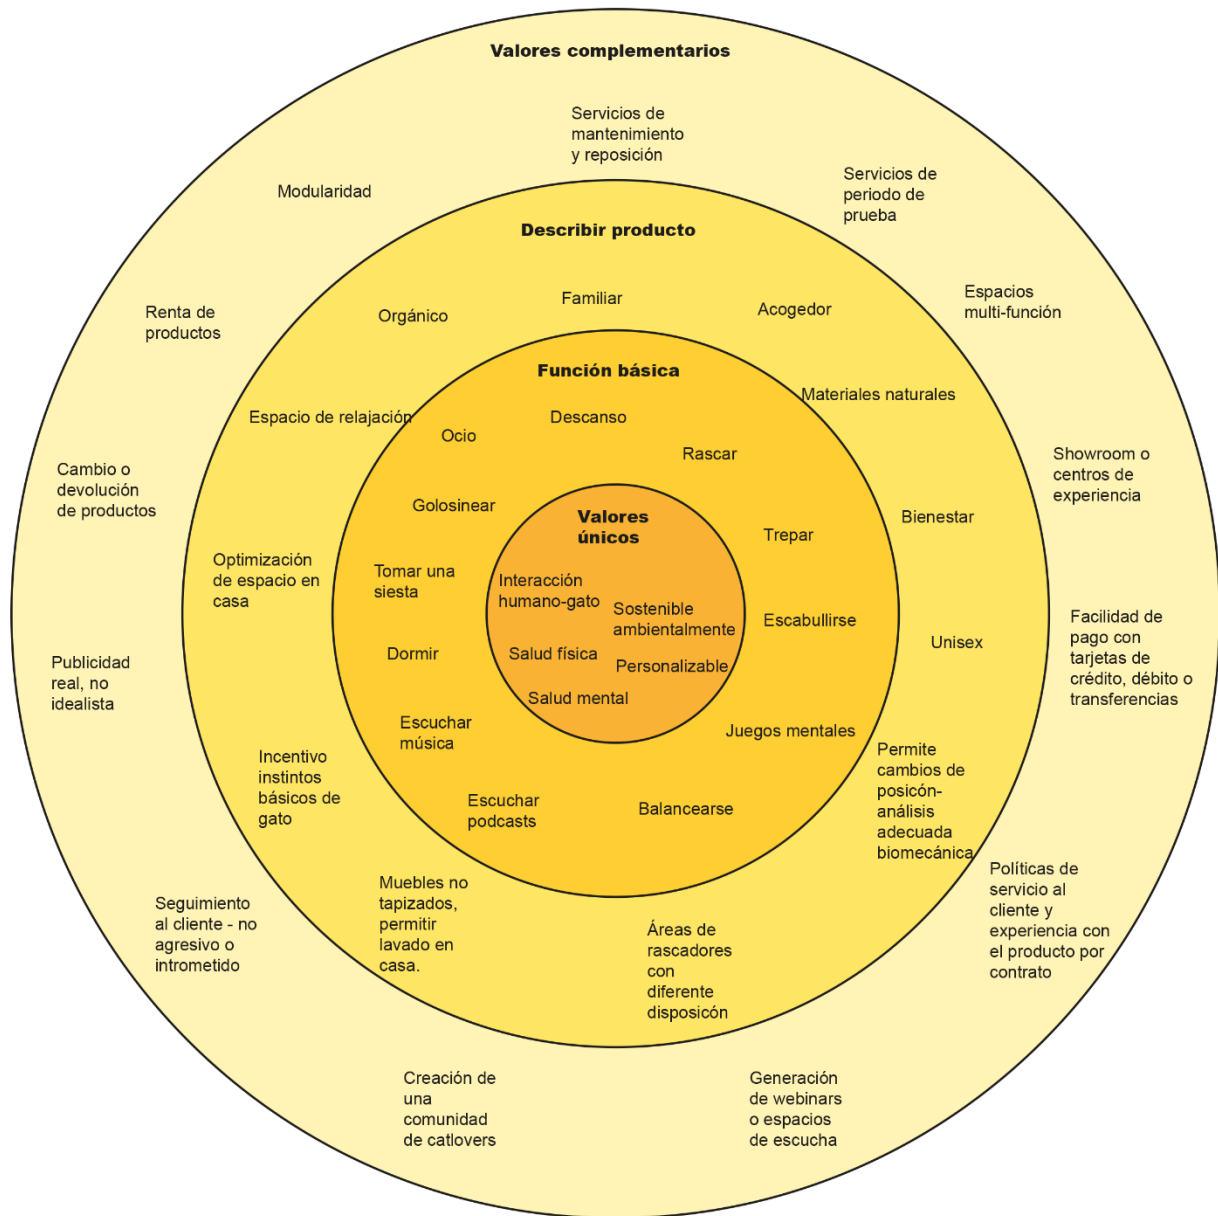 Valores complementarios
Servicios de
mantenimiento
y reposición
Servicios de
periodo de
prueba
Modularidad
Espacios
multi-función
Renta de
productos
Showroom o
centros de
experiencia
Cambio o
devolución
de productos
Facilidad de
pago con
tarjetas de
crédito, débito o
transferencias
Publicidad
real, no
idealista
Políticas de
servicio al
cliente y
experiencia con
el producto por
contrato
Seguimiento
al cliente - no
agresivo o
intrometido
Creación de
una
comunidad
de catlovers
Generación
de webinars
o espacios
de escucha
Describir producto
Familiar
Orgánico
Acogedor
Materiales naturales
Espacio de relajación
Bienestar
Optimización
de espacio en
casa
Unisex
Incentivo
instintos
básicos de
gato
Permite
cambios de
posicón-
análisis
adecuada
biomecánica
Muebles no
tapizados,
permitir
lavado en
casa.
Áreas de
rascadores
con
diferente
disposicón
Función básica
Descanso
Ocio
Rascar
Golosinear
Trepar
Tomar una
siesta
Escabullirse
Dormir
Juegos mentales
Escuchar
música
Escuchar
podcasts
Balancearse
Valores
únicos
Interacción
humano-gato
Sostenible
ambientalmente
Salud física
Personalizable
Salud mental